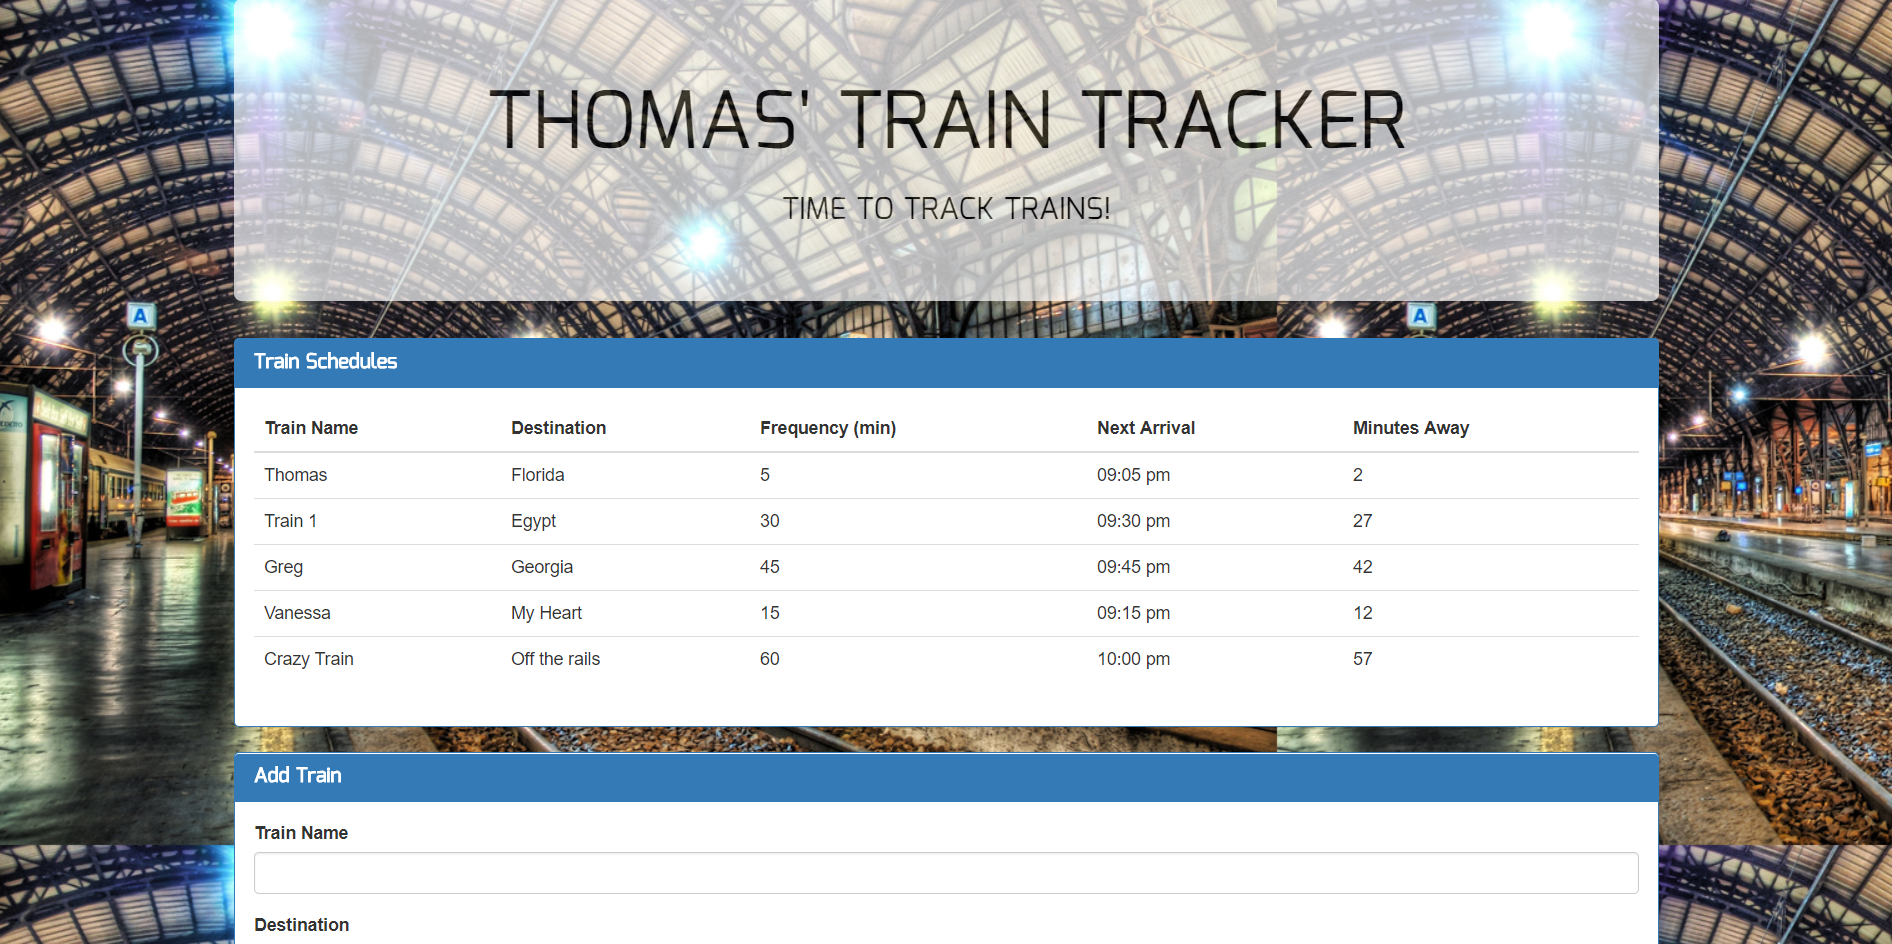 THOMAS' TRAIN TRACKER
TIME TO TRACK TRAINS!
A
A
Train Schedules
Train Name Destination Frequency (min) Next Arrival Minutes Away
Thomas Florida 5 09:05 pm 2
Train 1 Egypt 30 09:30 pm 27
Greg Georgia 45 09:45 pm 42
Vanessa My Heart 15 09:15 pm 12
Crazy Train Off the rails 60 10:00 pm 57
Add Train
Train Name
Destination